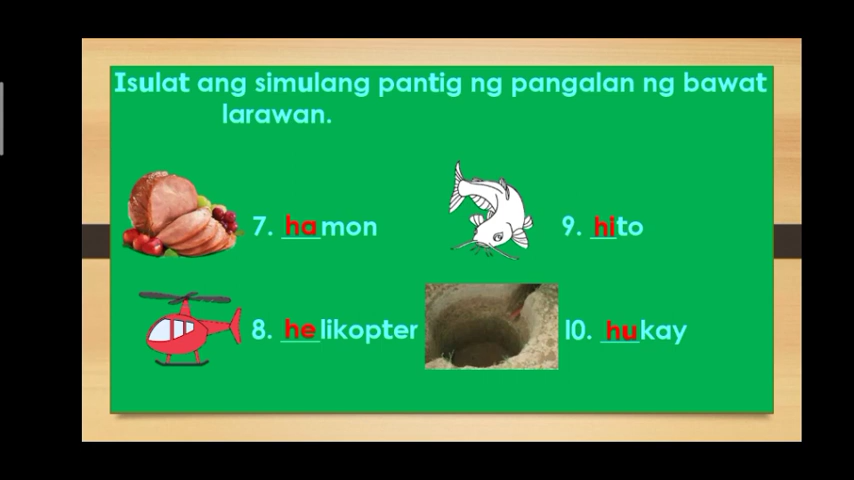 Isulat ang simulang pantig ng pangalan ng bawat
larawan.
7. hamon
9. hito
8. helikopter
10. hukay